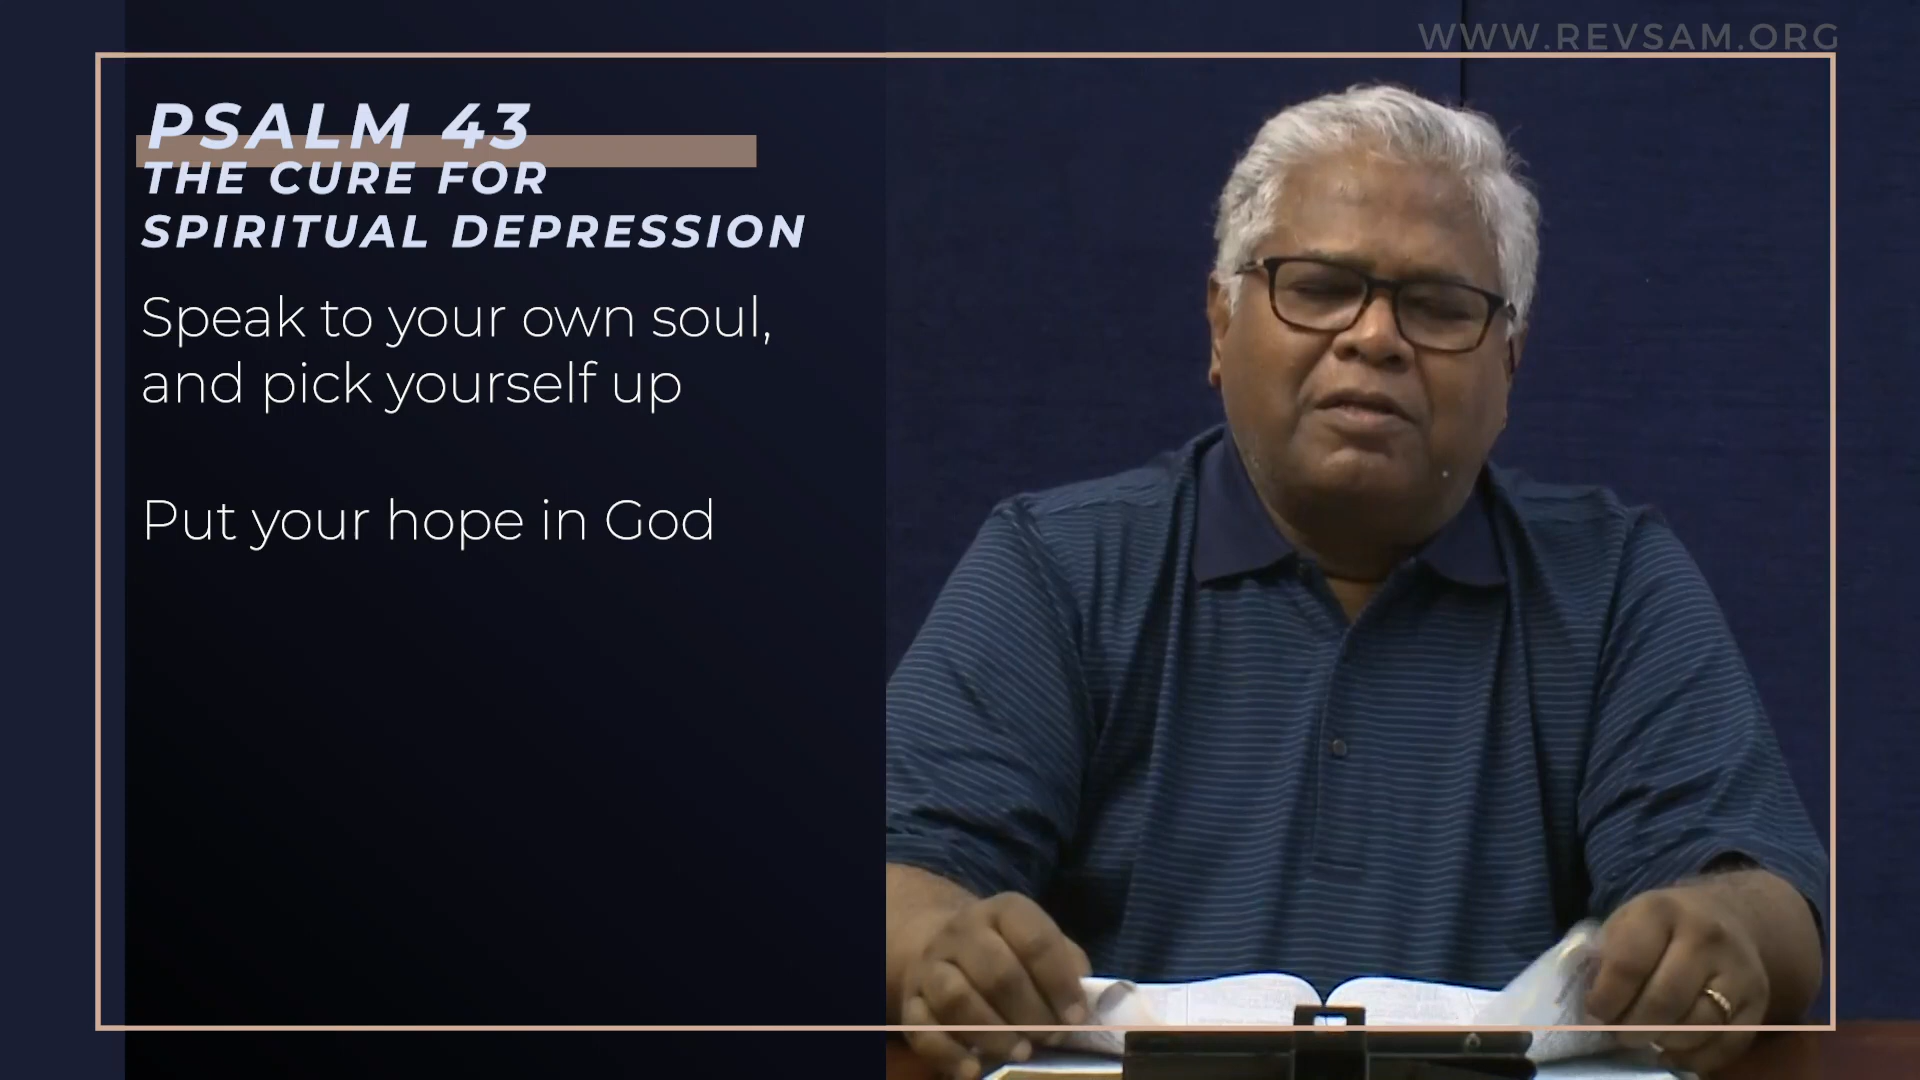 WWW.REVSAM.ORG
PSALM 43
THE CURE FOR
SPIRITUAL DEPRESSION
Speak to your own soul,
and pick yourself up
Put your hope in God